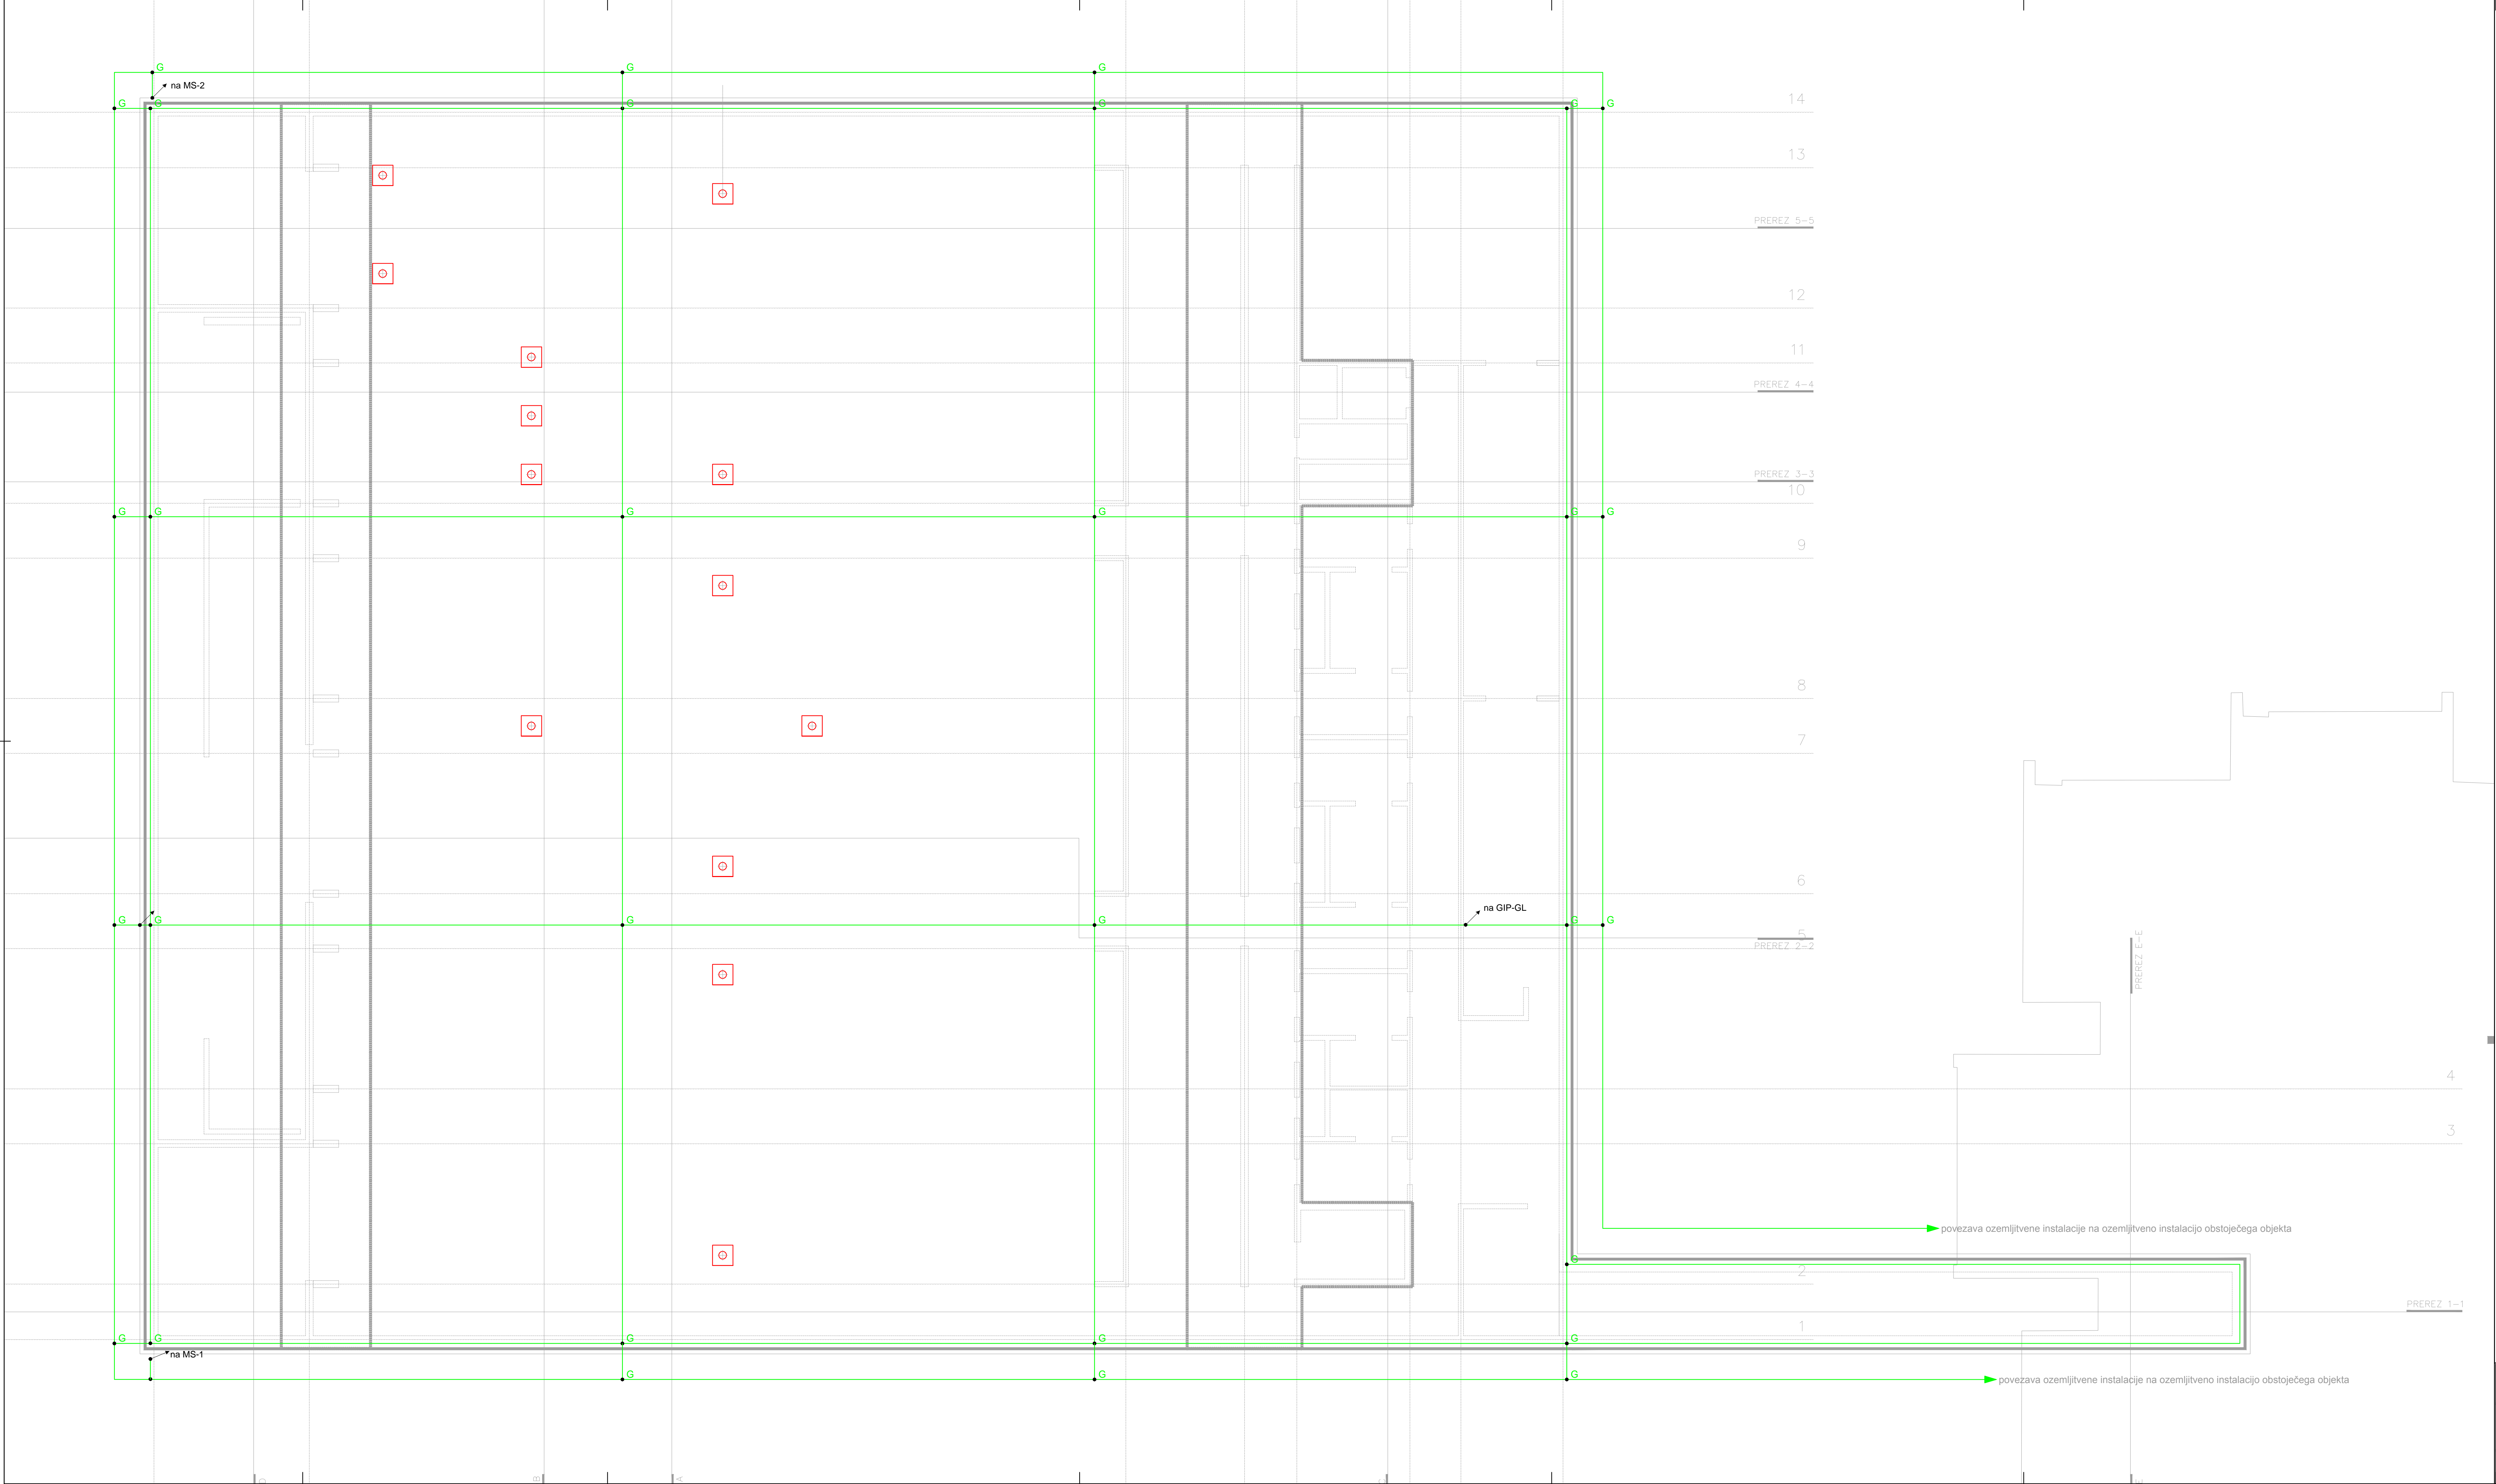 G G G
na MS-2
G G G G G G
14
13
PREREZ 5-5
12
11
PREREZ 4-4
PREREZ 3-3
10
G G G G G G
9
8
7
6
na GIP-GL
G G G G G
5
PREREZ 2-2
PREREZ E-E
4
3
povezava ozemljitvene instalacije na ozemljitveno instalacijo obstoječega objekta
G
2
PREREZ 1-1
1
G G G G G
na MS-1
G G G
povezava ozemljitvene instalacije na ozemljitveno instalacijo obstoječega objekta
B A